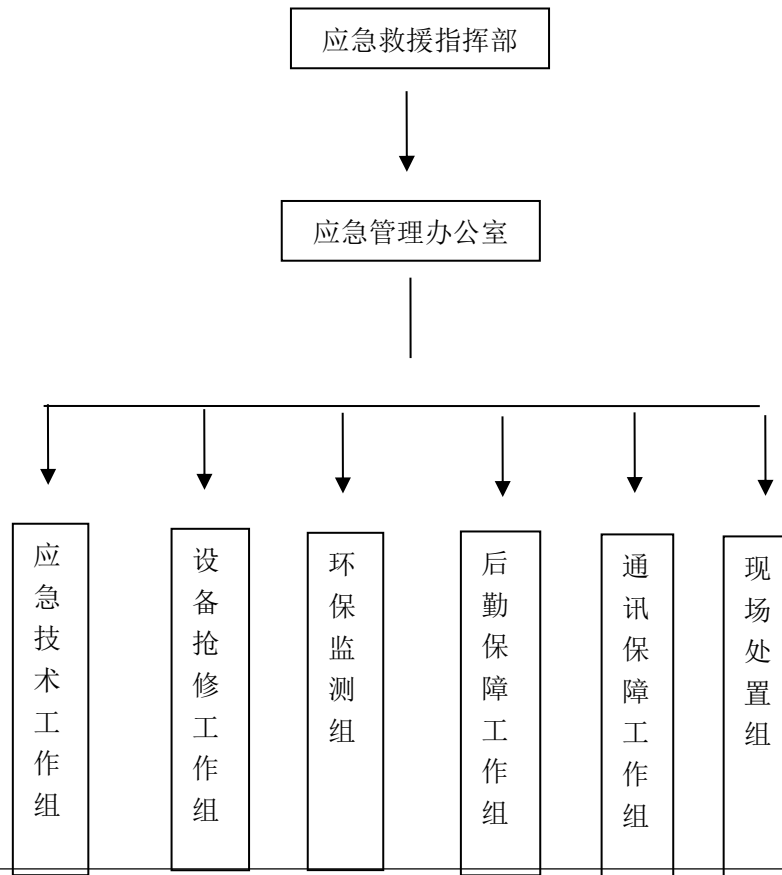 应急救援指挥部
应急管理办公室
应急技术工作组
设备抢修工作组
环保监测组
后勤保障工作组
通讯保障工作组
现场处置组